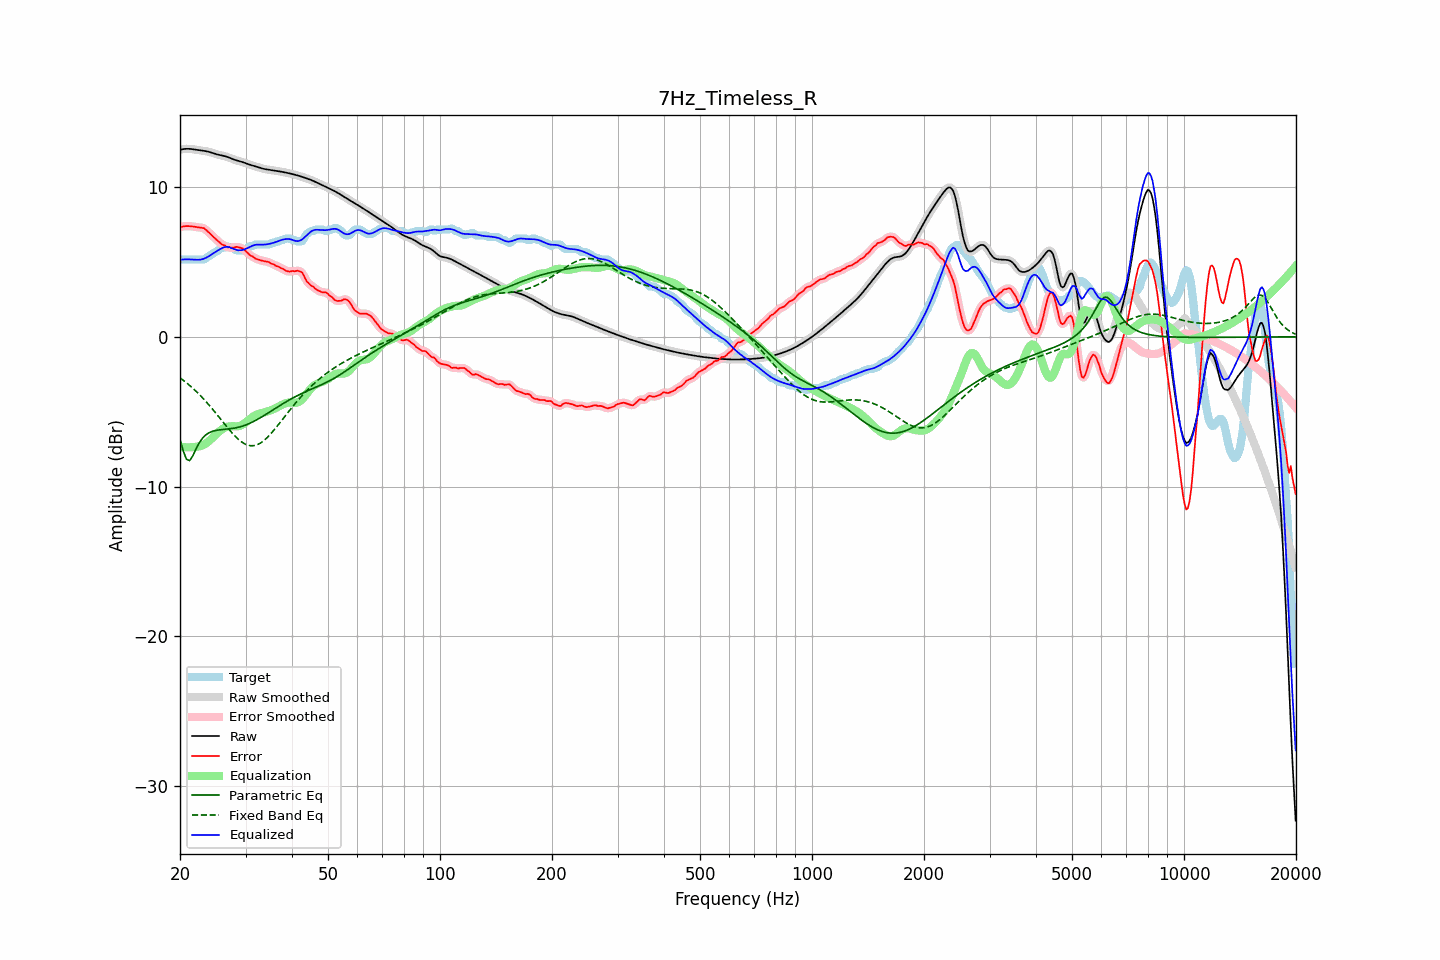 7Hz_Timeless_R
Amplitude (dBr)
10
0
−10
−20
−30
Target
Raw Smoothed
Error Smoothed
Raw
Error
Equalization
Parametric Eq
Fixed Band Eq
Equalized
20 50 100 200 500 1000 2000 5000 10000 20000
Frequency (Hz)